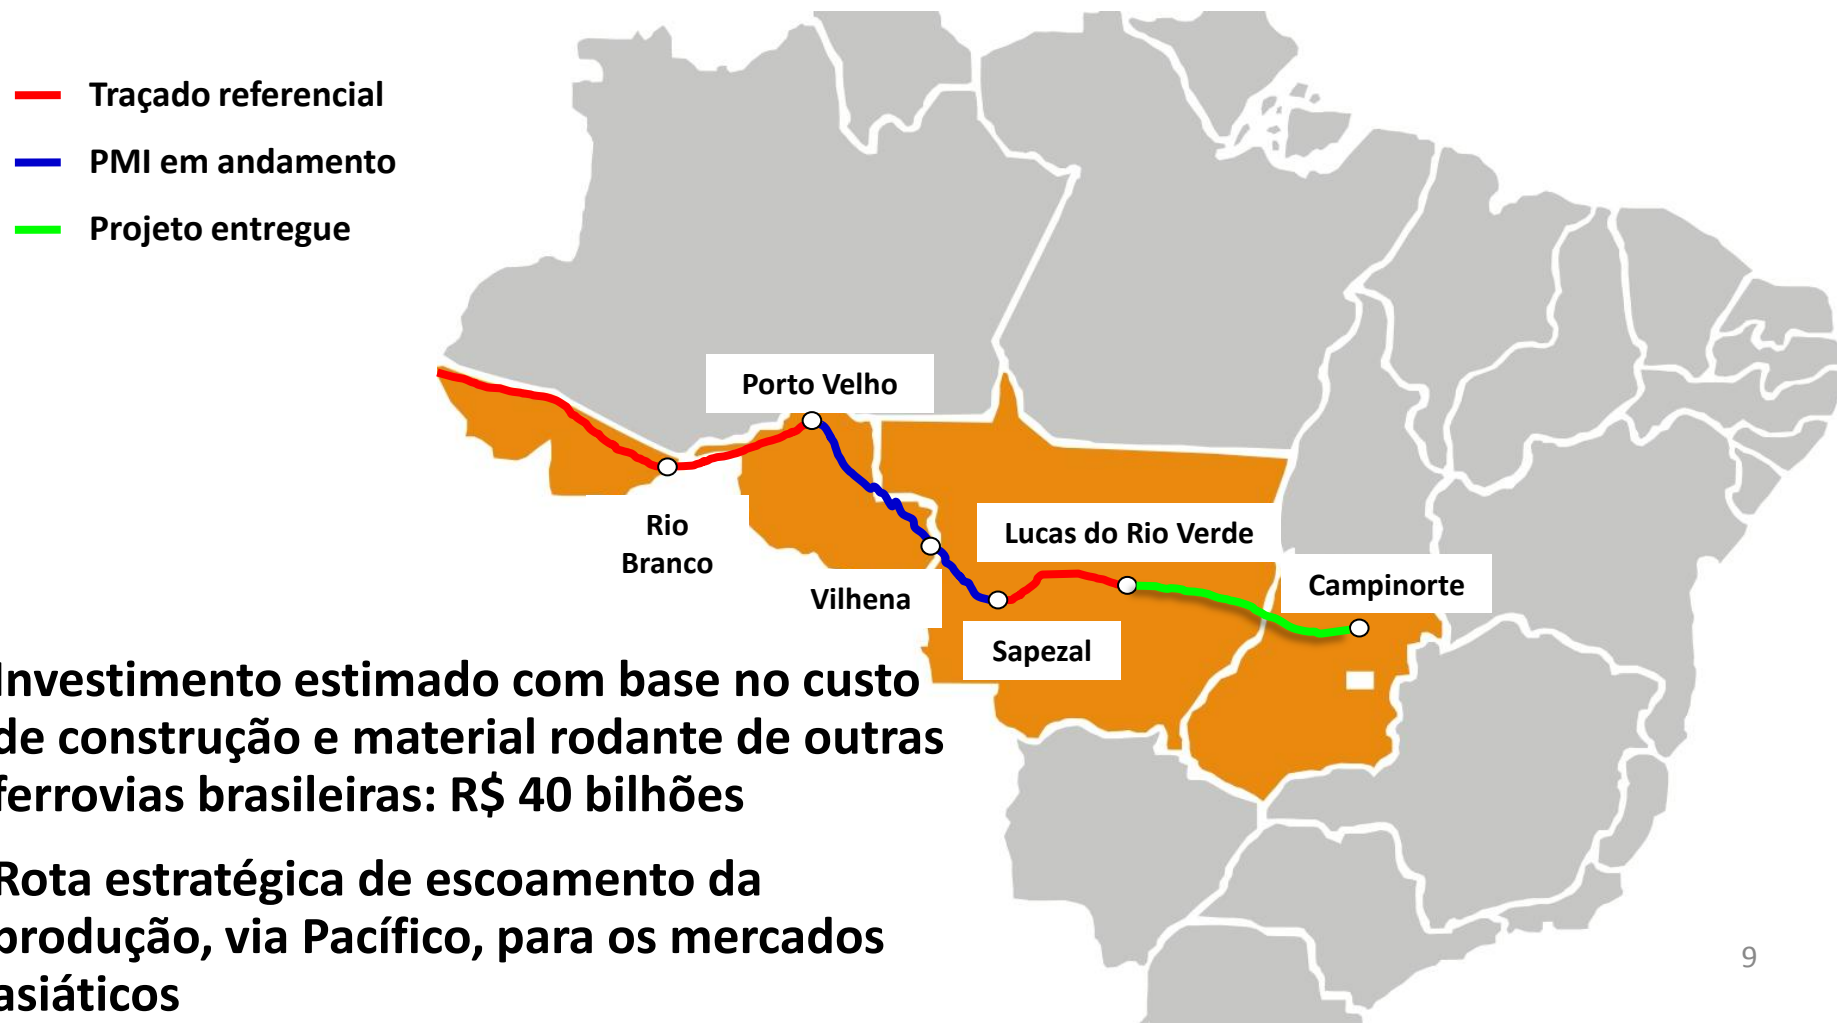 Traçado referencial
PMI em andamento
Projeto entregue
Porto Velho
Rio
Branco
Lucas do Rio Verde
Campinorte
Vilhena
Sapezal
Investimento estimado com base no custo
de construção e material rodante de outras
ferrovias brasileiras: R$ 40 bilhões
Rota estratégica de escoamento da
produção, via Pacífico, para os mercados
asiáticos
9